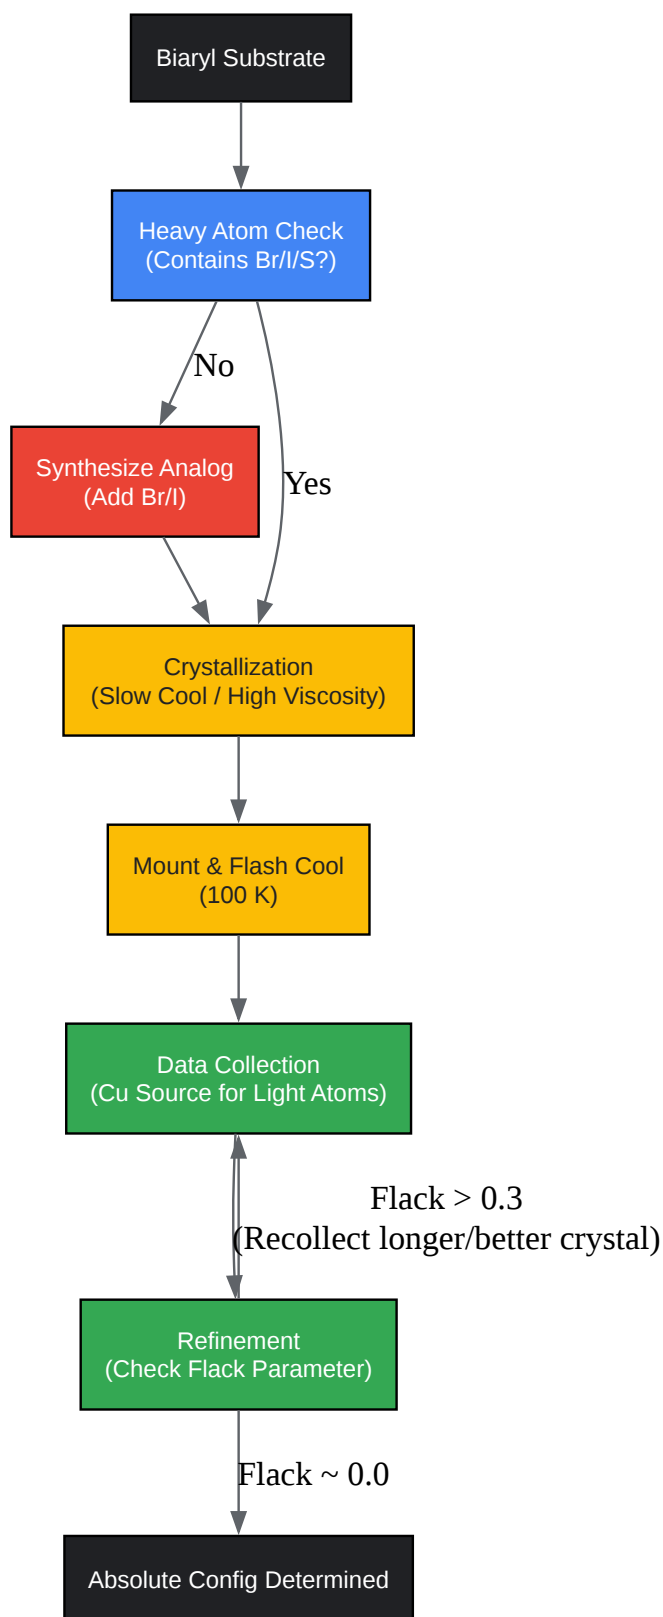 Biaryl Substrate
Heavy Atom Check
(Contains Br/I/S?)
No
Synthesize Analog
(Add Br/I)
Yes
Crystallization
(Slow Cool / High Viscosity)
Mount & Flash Cool
(100 K)
Data Collection
(Cu Source for Light Atoms)
Flack > 0.3
(Recollect longer/better crystal)
Refinement
(Check Flack Parameter)
Flack ~ 0.0
Absolute Config Determined